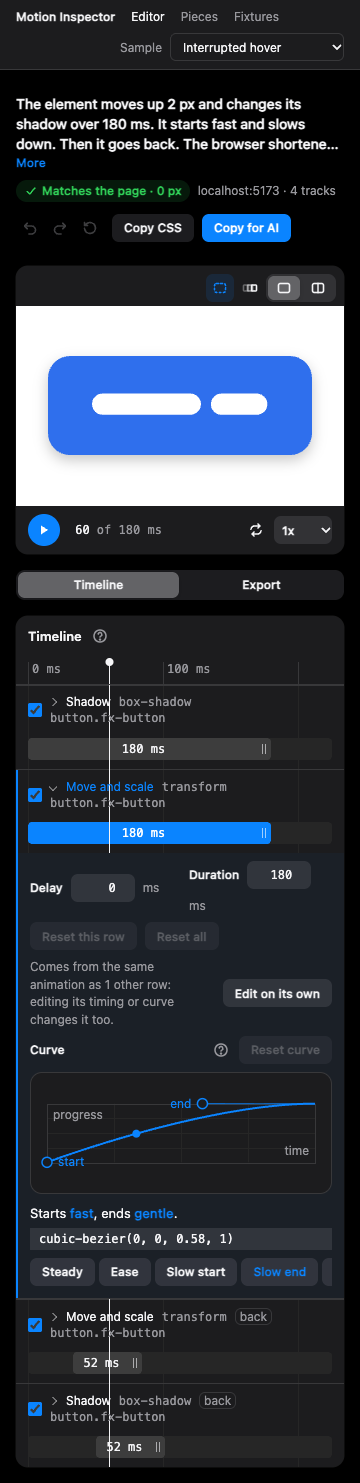 Motion Inspector Editor Pieces Fixtures
Sample Interrupted hover
The element moves up 2 px and changes its
shadow over 180 ms. It starts fast and slows
down. Then it goes back. The browser shortene...
More
Matches the page · 0 px localhost:5173 · 4 tracks
Copy CSS Copy for AI
60 of 180 ms 1x
Timeline Export
Timeline
0 ms 100 ms
Shadow box-shadow
button.fx-button
180 ms
Move and scale transform
button.fx-button
180 ms
Delay 0 ms Duration 180
ms
Reset this row Reset all
Comes from the same
animation as 1 other row:
editing its timing or curve
changes it too.
Edit on its own
Curve Reset curve
end
progress
time
start
Starts fast, ends gentle.
cubic-bezier(0, 0, 0.58, 1)
Steady Ease Slow start Slow end
Move and scale transform back
button.fx-button
52 ms
Shadow box-shadow back
button.fx-button
52 ms